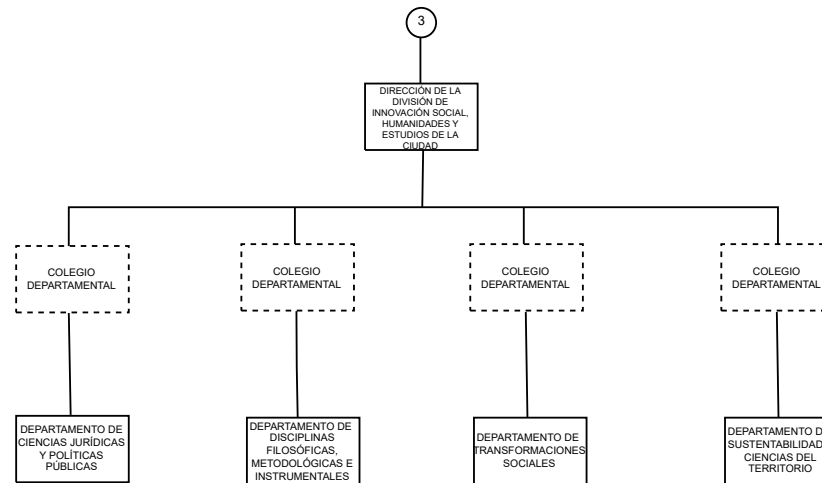 3
DIRECCIÓN DE LA
DIVISIÓN DE
INNOVACIÓN SOCIAL,
HUMANIDADES Y
ESTUDIOS DE LA
CIUDAD
COLEGIO
DEPARTAMENTAL
COLEGIO
DEPARTAMENTAL
COLEGIO
DEPARTAMENTAL
COLEGIO
DEPARTAMENTAL
DEPARTAMENTO DE
CIENCIAS JURÍDICAS
Y POLÍTICAS
PÚBLICAS
DEPARTAMENTO DE
DISCIPLINAS
FILOSÓFICAS,
METODOLÓGICAS E
INSTRUMENTALES
DEPARTAMENTO DE
TRANSFORMACIONES
SOCIALES
DEPARTAMENTO
SUSTENTABILIDAD
CIENCIAS DEL
TERRITORIO